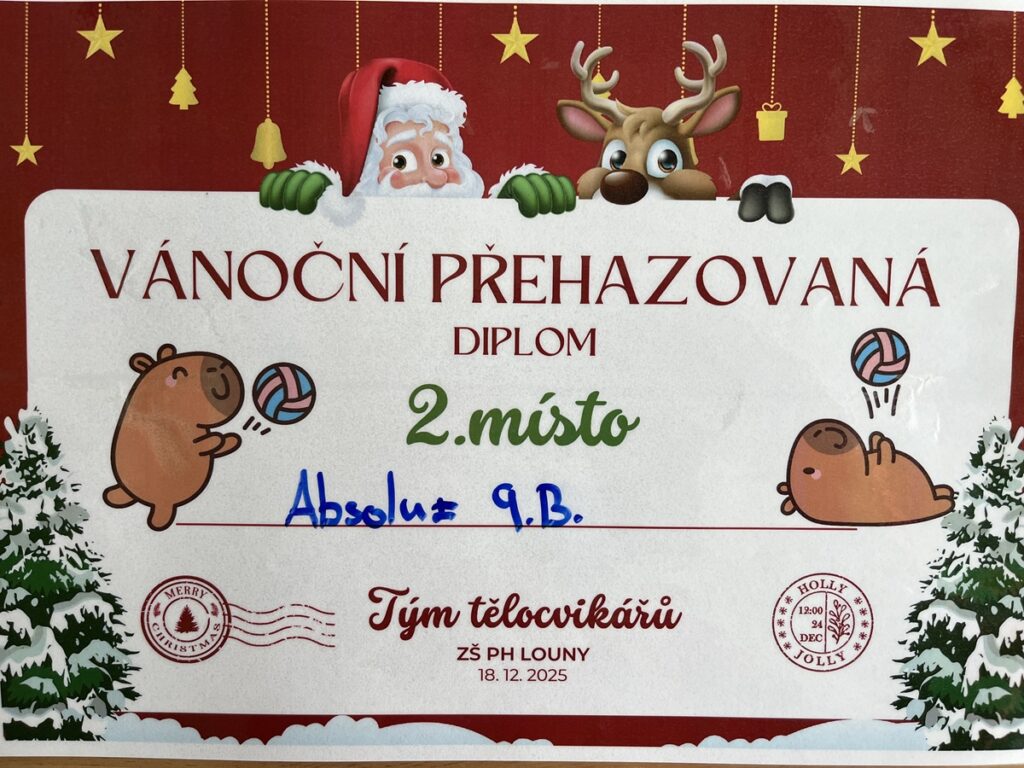 VÁNOČNÍ PŘEHAZOVANÁ
DIPLOM
2.místo
9.B.
MERRY
CHRISTMAS
Tým tělocvikářů
ZŠ PH LOUNY
18. 12. 2025
HOLLY
12:00
24
DEC
JOLLY